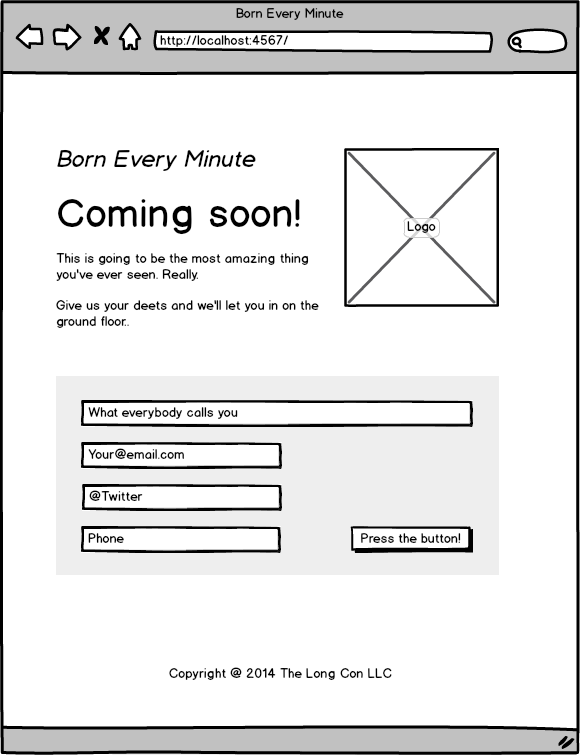 Born Every Minute
http://localhost:4567/
Born Every Minute
Coming soon!
Logo
This is going to be the most amazing thing
you've ever seen. Really.
Give us your deets and we'll let you in on the
ground floor..
What everybody calls you
Your@email.com
@Twitter
Phone
Press the button!
Copyright @ 2014 The Long Con LLC